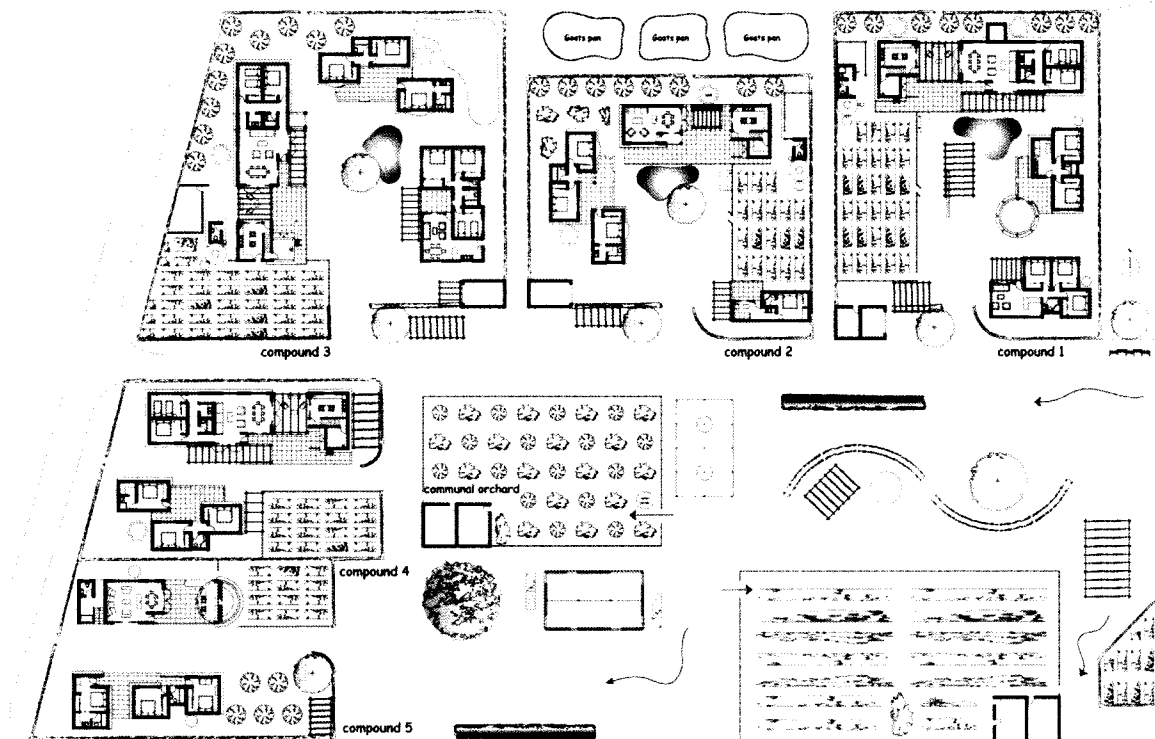 Goats pen
Goats pen
Goats pen
compound 3
compound 2
compound 1
communal orchard
compound 4
compound 5